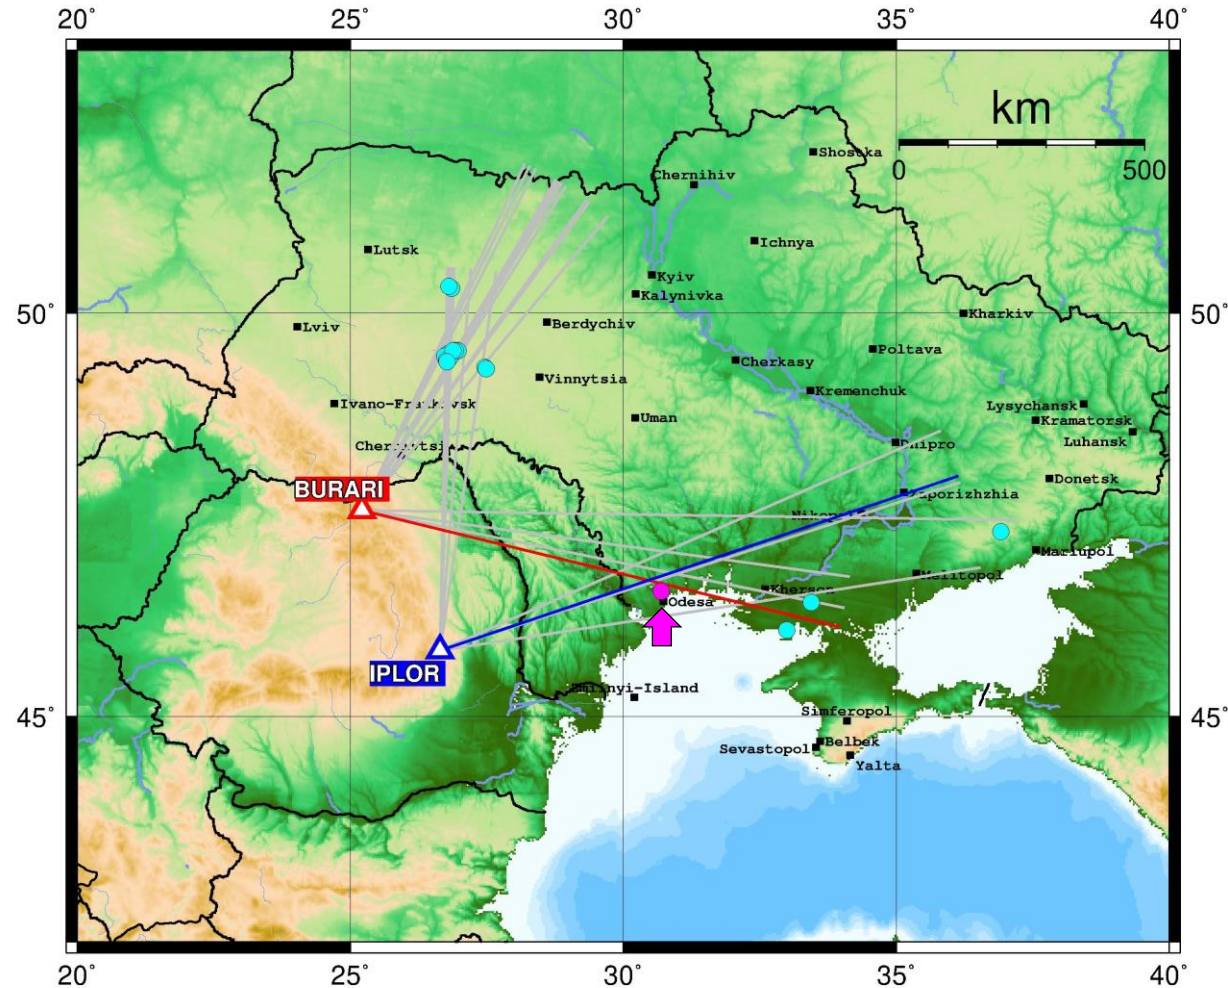 20° 25° 30° 35° 40°
km
0 500
Shostka
Chernihiv
Ichnya
Lutsk
Kyiv
Kalynivka
50° 50°
Kharkiv
Lviv
Berdychiv
Poltava
Cherkasy
Vinnytsia
Kremenchuk
Ivano-Frankivsk
Lysychansk
Uman
Kramatorsk
Luhansk
Dnipro
Donetsk
BURARI
Mariupol
Melitopol
Kherson
Odesa
IPLOR
Simferopol
45° 45°
Belbek
Sevastopol
Yalta
20° 25° 30° 35° 40°